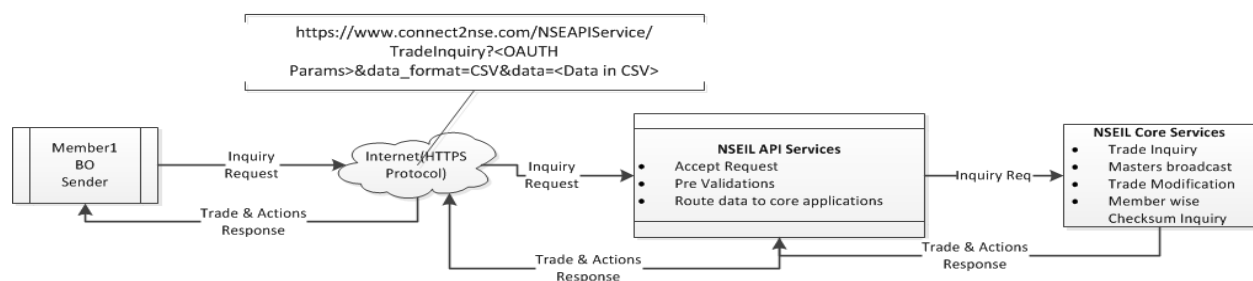 https://www.connect2nse.com/NSEAPIService/
TradeInquiry?<OAUTH
Params>&data_format=CSV&data=<Data in CSV>
Member1
BO
Sender
Inquiry
Request
Internet(HTTPS
Protocol)
Inquiry
Request
NSEIL API Services
• Accept Request
• Pre Validations
• Route data to core applications
Inquiry Req
NSEIL Core Services
• Trade Inquiry
• Masters broadcast
• Trade Modification
• Member wise
Checksum Inquiry
Trade & Actions
Response
Trade & Actions
Response
Trade & Actions
Response